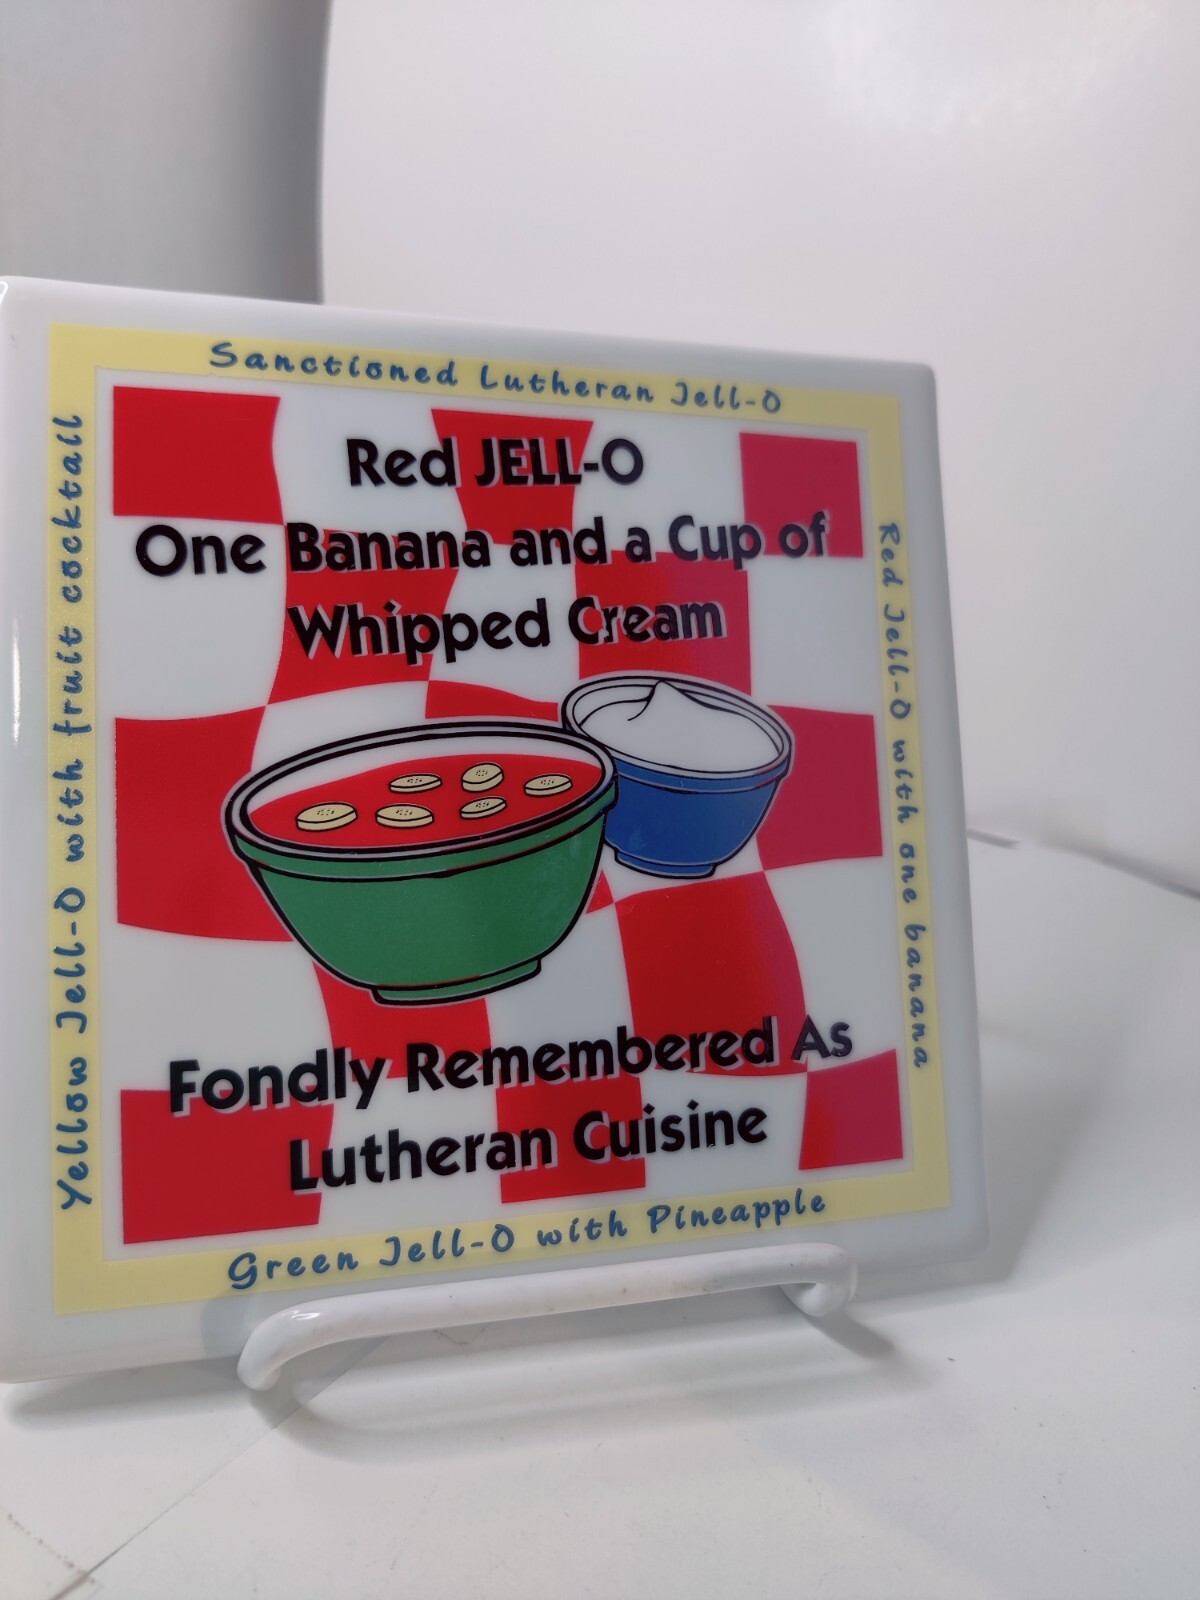 Sanctioned Lutheran Jell-O
Red JELL-O
One Banana and a Cup of
Whipped Cream
Fondly Remembered As
Lutheran Cuisine
Yellow Jell-O with fruit cocktail
Red Jell-O with one banana
Green Jell-O with Pineapple